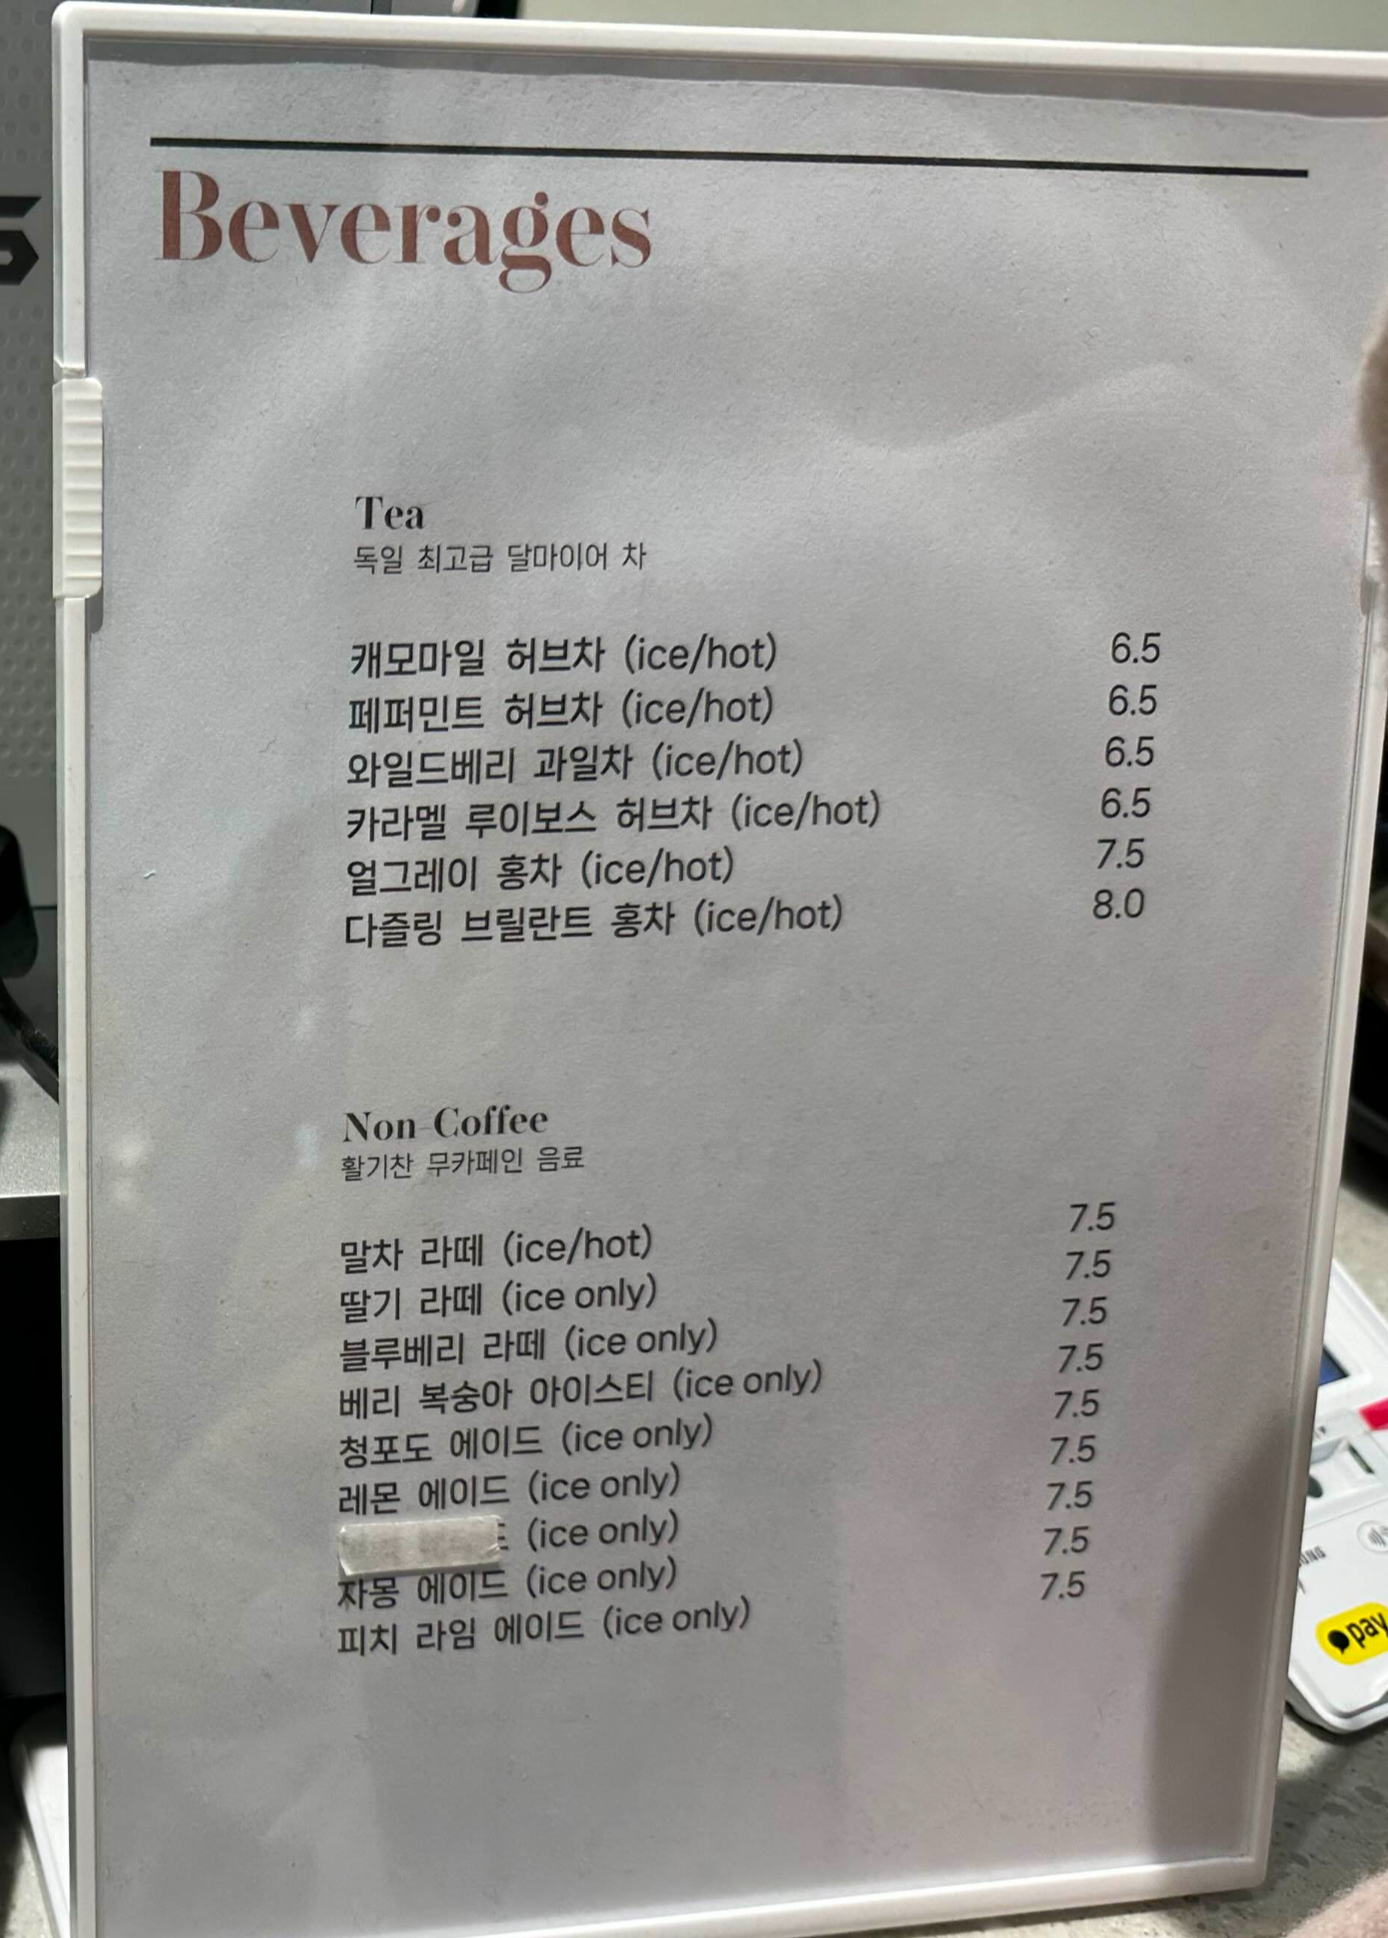 Beverages
Tea
독일 최고급 달마이어 차
캐모마일 허브차 (ice/hot) 6.5
페퍼민트 허브차 (ice/hot) 6.5
와일드베리 과일차 (ice/hot) 6.5
카라멜 루이보스 허브차 (ice/hot) 6.5
얼그레이 홍차 (ice/hot) 7.5
다즐링 브릴란트 홍차 (ice/hot) 8.0
Non-Coffee
활기찬 무카페인 음료
말차 라떼 (ice/hot) 7.5
딸기 라떼 (ice only) 7.5
블루베리 라떼 (ice only) 7.5
베리 복숭아 아이스티 (ice only) 7.5
청포도 에이드 (ice only) 7.5
레몬 에이드 (ice only) 7.5
(ice only) 7.5
자몽 에이드 (ice only) 7.5
피치 라임 에이드 (ice only) 7.5
pay